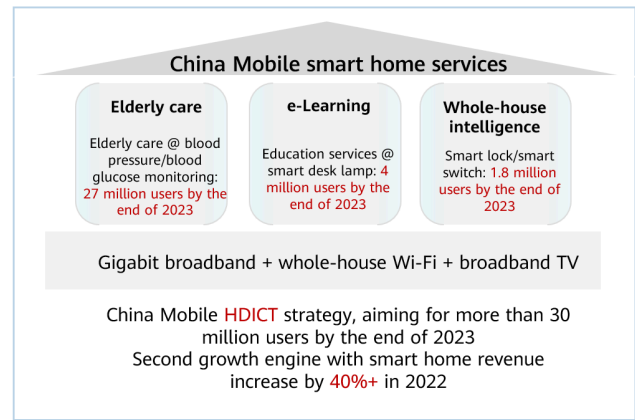 China Mobile smart home services
Elderly care
Elderly care @ blood
pressure/blood
glucose monitoring:
27 million users by the
end of 2023
e-Learning
Education services @
smart desk lamp: 4
million users by the
end of 2023
Whole-house
intelligence
Smart lock/smart
switch: 1.8 million
users by the end of
2023
Gigabit broadband + whole-house Wi-Fi + broadband TV
China Mobile HDICT strategy, aiming for more than 30
million users by the end of 2023
Second growth engine with smart home revenue
increase by 40%+ in 2022